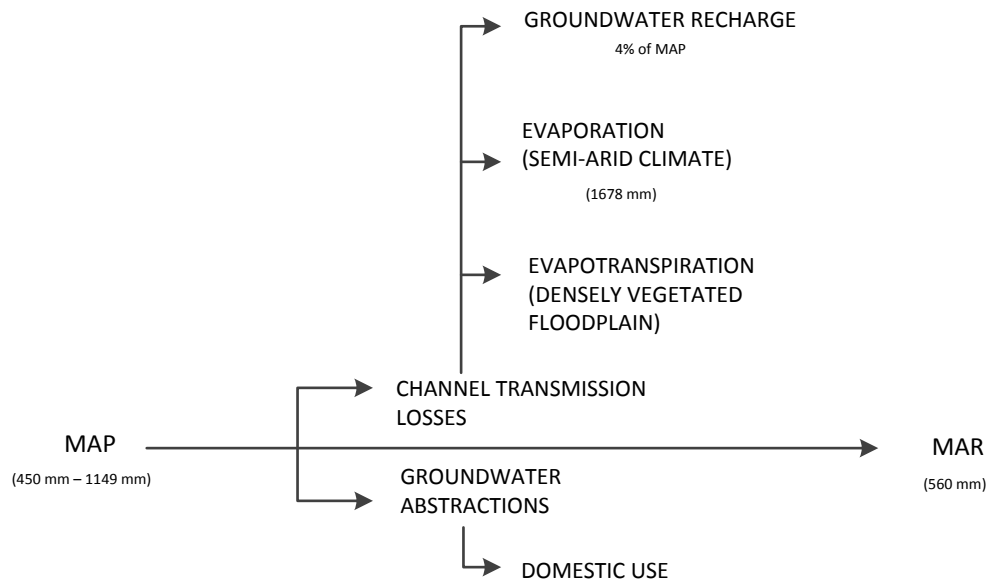 GROUNDWATER RECHARGE
4% of MAP
EVAPORATION
(SEMI-ARID CLIMATE)
(1678 mm)
EVAPOTRANSPIRATION
(DENSELY VEGETATED
FLOODPLAIN)
CHANNEL TRANSMISSION
LOSSES
MAP
(450 mm – 1149 mm)
MAR
(560 mm)
GROUNDWATER
ABSTRACTIONS
DOMESTIC USE